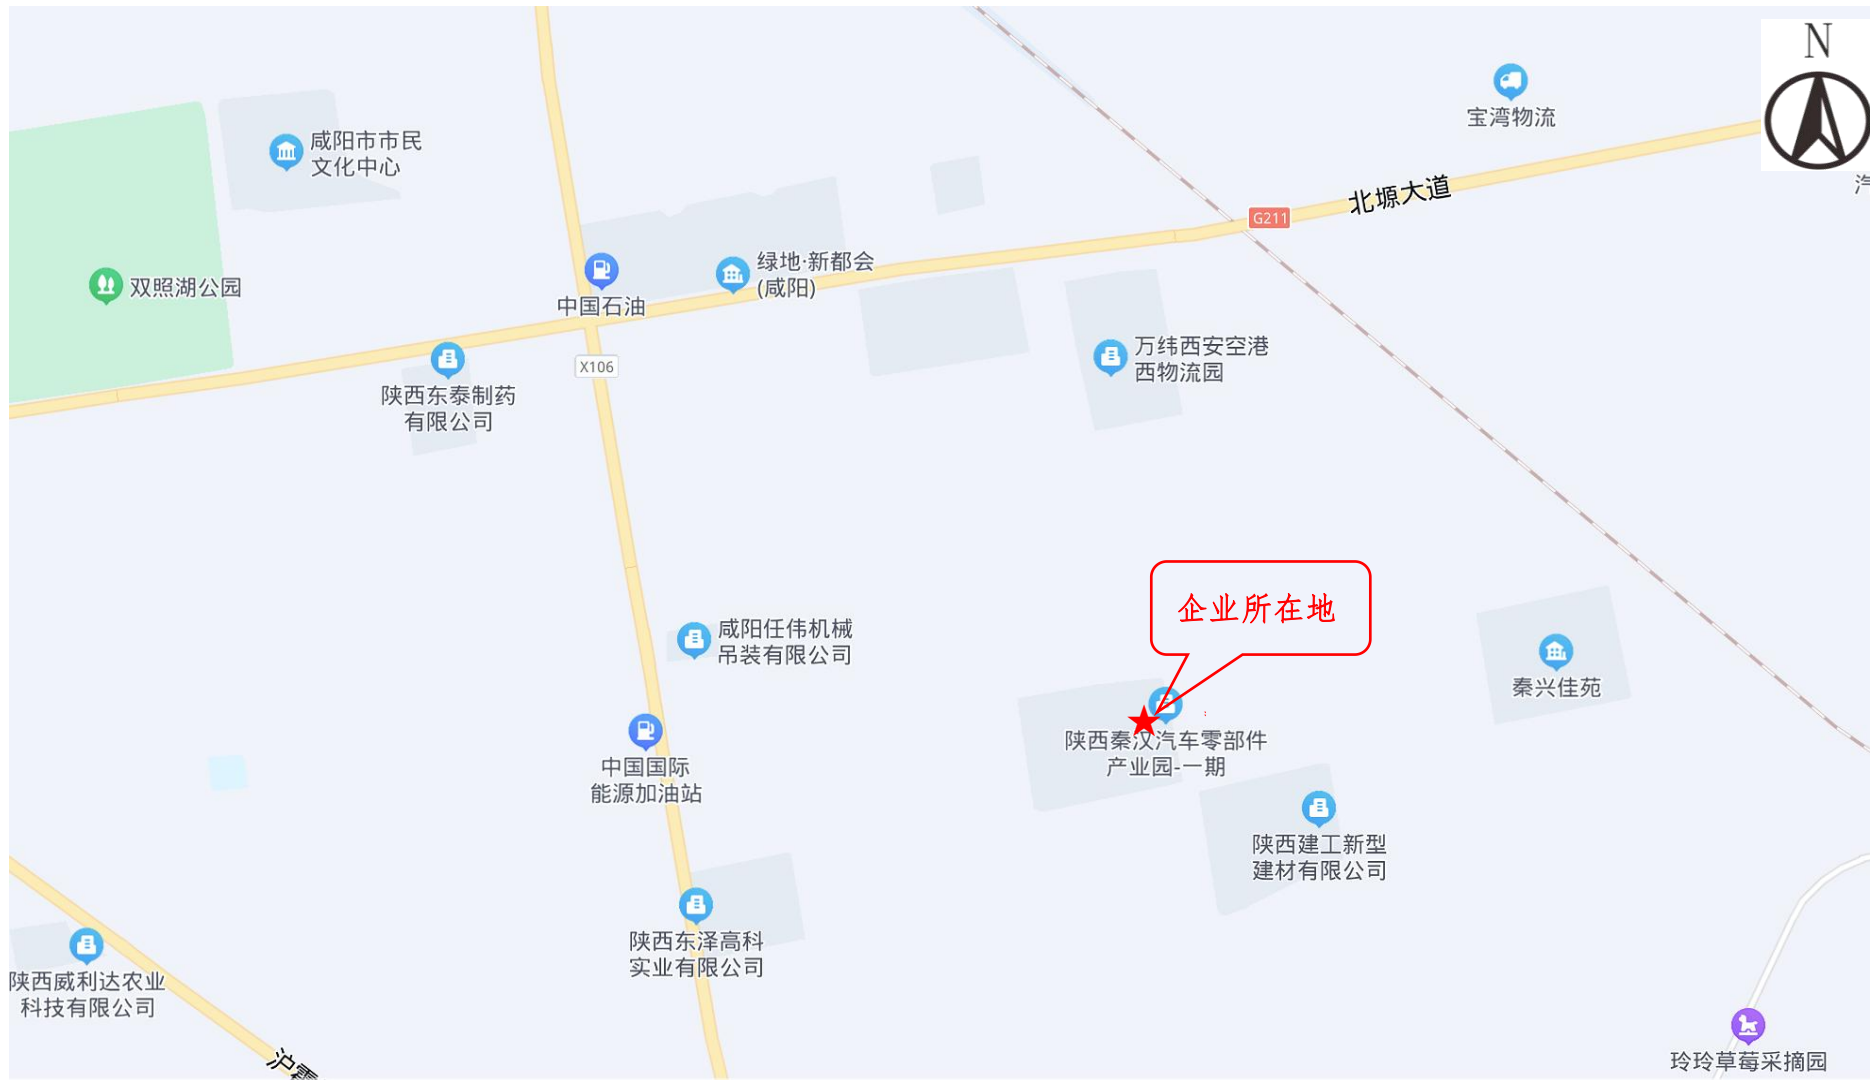 N
宝湾物流
咸阳市市民
文化中心
北塬大道
G211
绿地·新都会
(咸阳)
双照湖公园
中国石油
万纬西安空港
西物流园
X106
陕西东泰制药
有限公司
企业所在地
咸阳任伟机械
吊装有限公司
秦兴佳苑
陕西秦汉汽车零部件
产业园-一期
中国国际
能源加油站
陕西建工新型
建材有限公司
陕西东泽高科
实业有限公司
陕西威利达农业
科技有限公司
沪霍
玲玲草莓采摘园